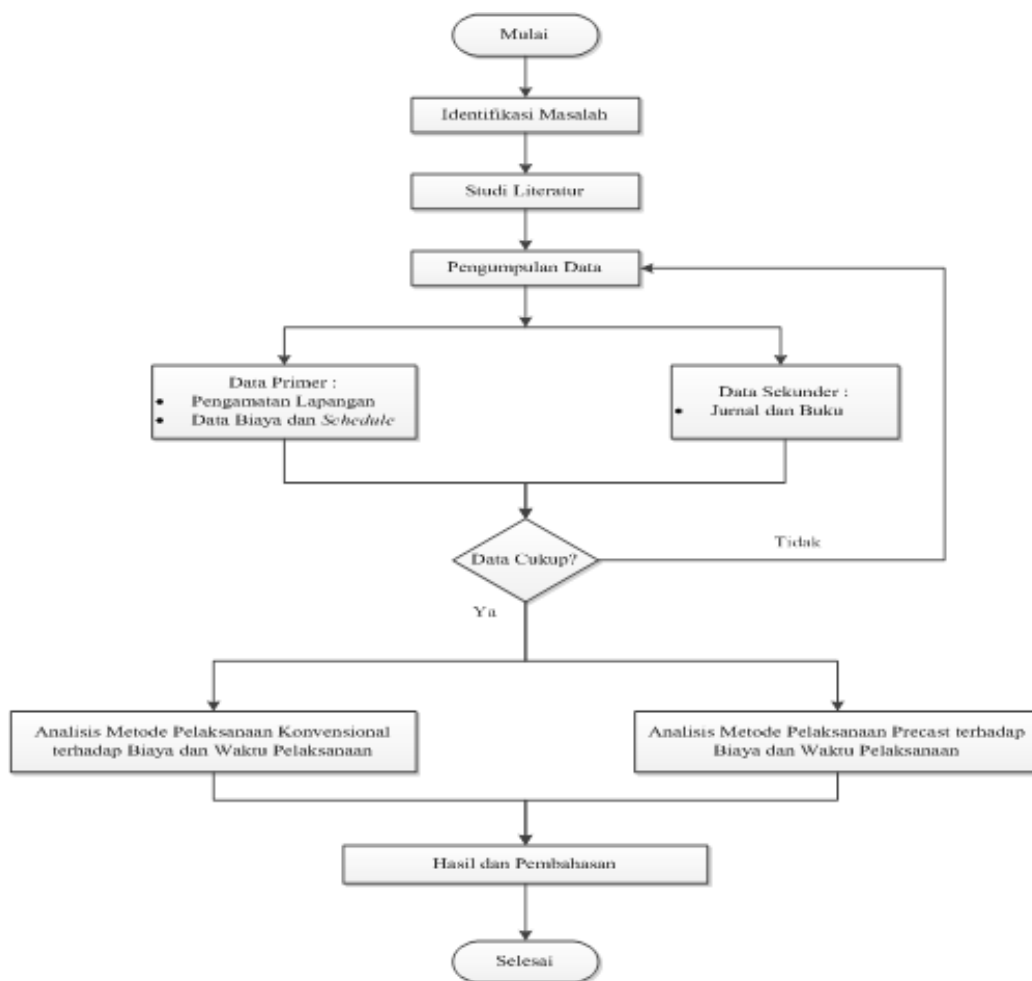 Mulai
Identifikasi Masalah
Studi Literatur
Pengumpulan Data
Data Primer :
• Pengamatan Lapangan
• Data Biaya dan Schedule
Data Sekunder :
• Jurnal dan Buku
Data Cukup?
Tidak
Ya
Analisis Metode Pelaksanaan Konvensional
terhadap Biaya dan Waktu Pelaksanaan
Analisis Metode Pelaksanaan Precast terhadap
Biaya dan Waktu Pelaksanaan
Hasil dan Pembahasan
Selesai